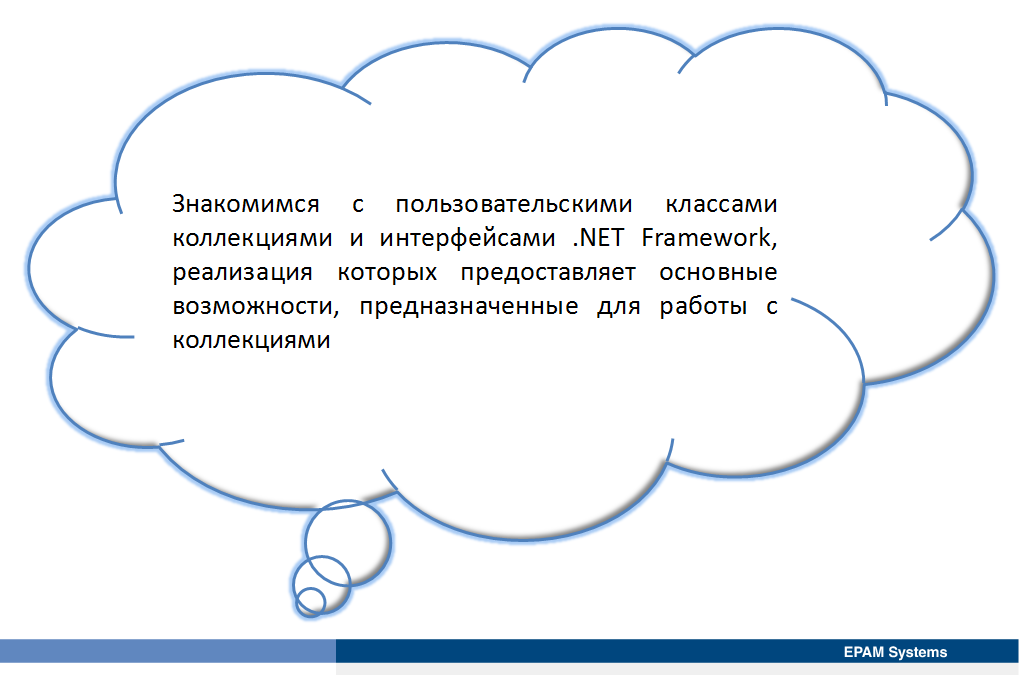 Знакомимся с пользовательскими классами
коллекциями и интерфейсами .NET Framework,
реализация которых предоставляет основные
возможности, предназначенные для работы с
коллекциями
EPAM Systems